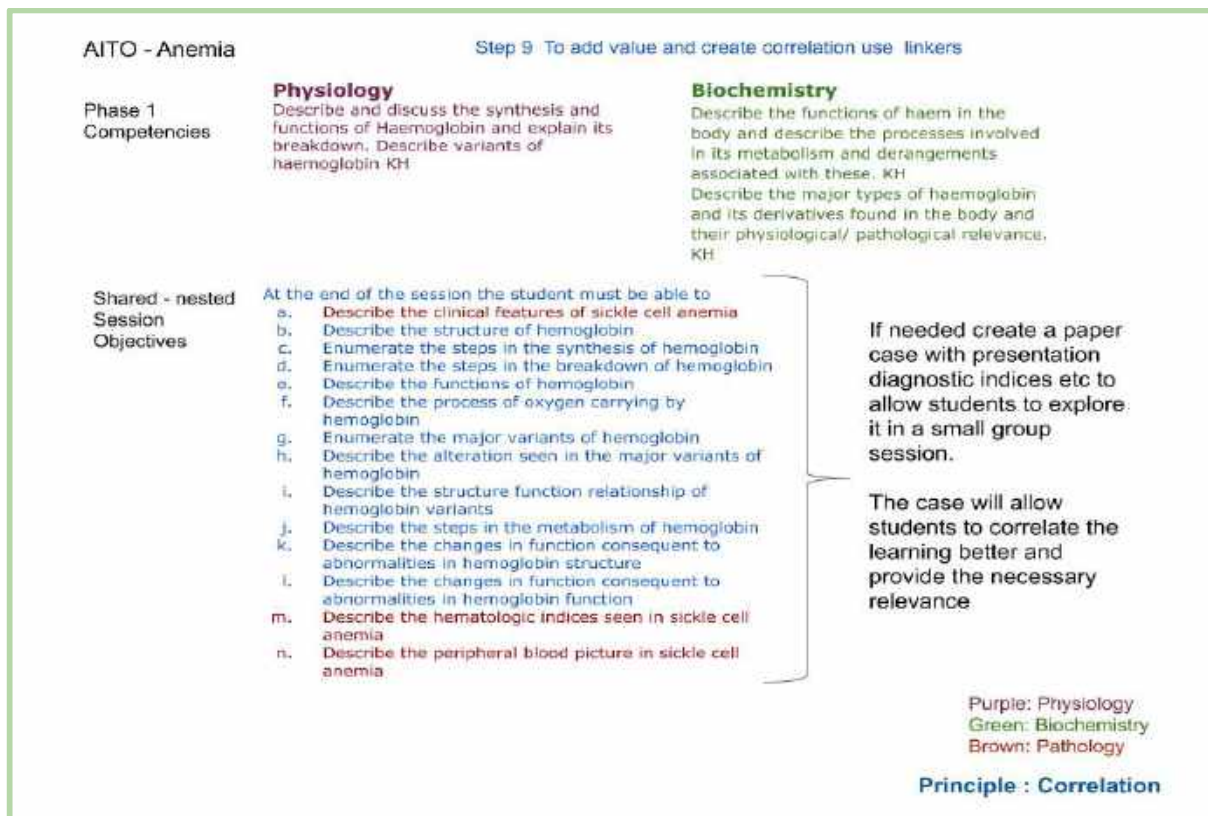 AITO - Anemia
Step 9 To add value and create correlation use linkers
Phase 1
Competencies
Physiology
Describe and discuss the synthesis and
functions of Haemoglobin and explain its
breakdown. Describe variants of
haemoglobin KH
Biochemistry
Describe the functions of haem in the
body and describe the processes involved
in its metabolism and derangements
associated with these. KH
Describe the major types of haemoglobin
and its derivatives found in the body and
their physiological/ pathological relevance.
KH
Shared - nested
Session
Objectives
At the end of the session the student must be able to
a. Describe the clinical features of sickle cell anemia
b. Describe the structure of hemoglobin
c. Enumerate the steps in the synthesis of hemoglobin
d. Enumerate the steps in the breakdown of hemoglobin
e. Describe the functions of hemoglobin
f. Describe the process of oxygen carrying by
hemoglobin
g. Enumerate the major variants of hemoglobin
h. Describe the alteration seen in the major variants of
hemoglobin
i. Describe the structure function relationship of
hemoglobin variants
j. Describe the steps in the metabolism of hemoglobin
k. Describe the changes in function consequent to
abnormalities in hemoglobin structure
l. Describe the changes in function consequent to
abnormalities in hemoglobin function
m. Describe the hematologic indices seen in sickle cell
anemia
n. Describe the peripheral blood picture in sickle cell
anemia
If needed create a paper
case with presentation
diagnostic indices etc to
allow students to explore
it in a small group
session.
The case will allow
students to correlate the
learning better and
provide the necessary
relevance
Purple: Physiology
Green: Biochemistry
Brown: Pathology
Principle : Correlation